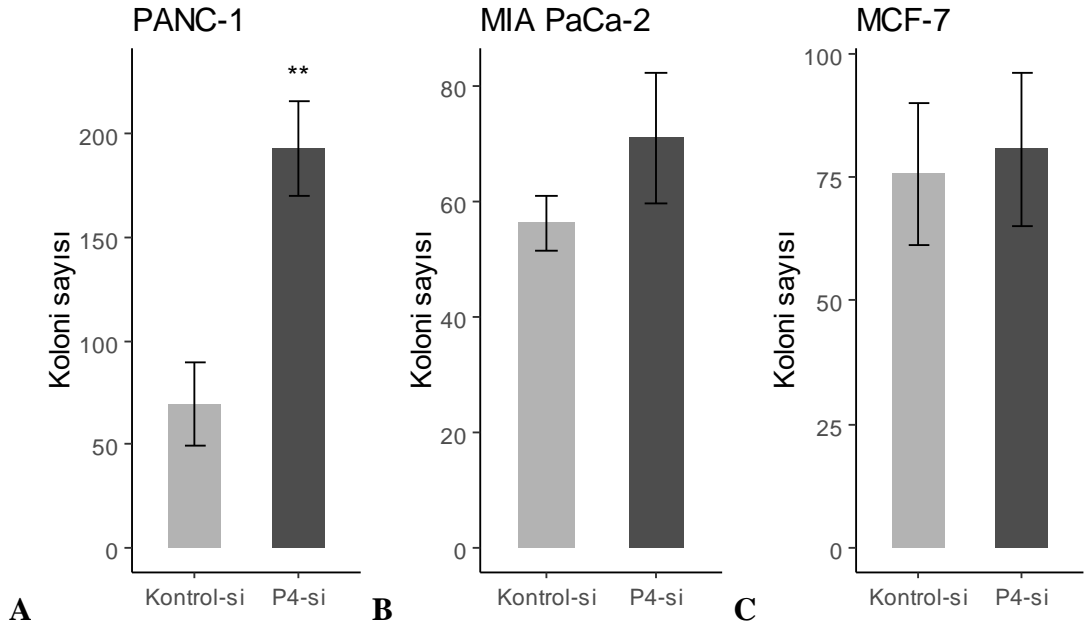 PANC-1
**
Koloni sayısı
200
150
100
50
0
Kontrol-si P4-si
A
MIA PaCa-2
Koloni sayısı
80
60
40
20
0
Kontrol-si P4-si
B
MCF-7
Koloni sayısı
100
75
50
25
0
Kontrol-si P4-si
C